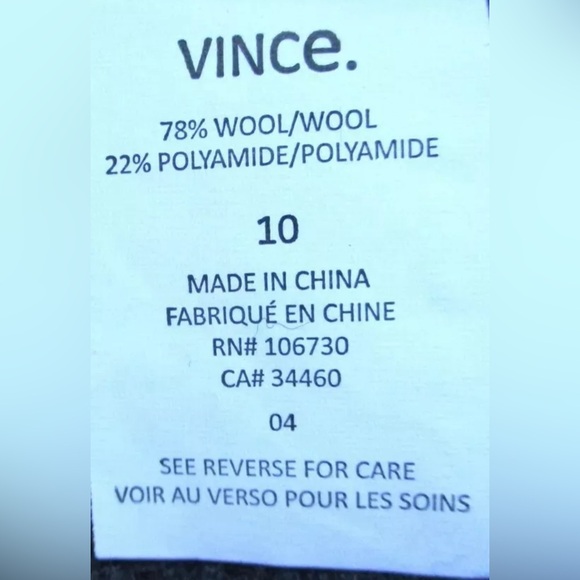 VINCe.
78% WOOL/WOOL
22% POLYAMIDE/POLYAMIDE
10
MADE IN CHINA
FABRIQUÉ EN CHINE
RN# 106730
CA# 34460
04
SEE REVERSE FOR CARE
VOIR AU VERSO POUR LES SOINS